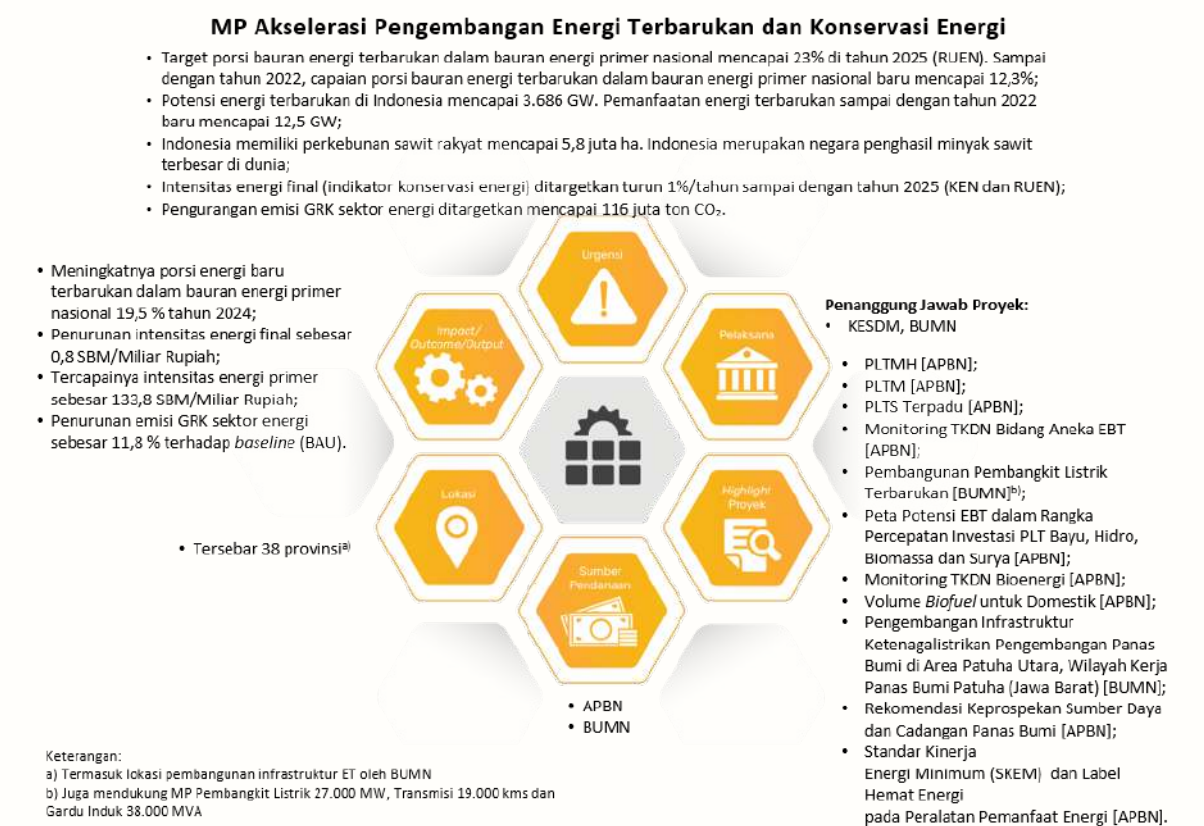 MP Akselerasi Pengembangan Energi Terbarukan dan Konservasi Energi
• Target porsi bauran energi terbarukan dalam bauran energi primer nasional mencapai 23% di tahun 2025 (RUEN). Sampai
dengan tahun 2022, capaian porsi bauran energi terbarukan dalam bauran energi primer nasional baru mencapai 12,3%;
• Potensi energi terbarukan di Indonesia mencapai 3.686 GW. Pemanfaatan energi terbarukan sampai dengan tahun 2022
baru mencapai 12,5 GW;
• Indonesia memiliki perkebunan sawit rakyat mencapai 5,8 juta ha. Indonesia merupakan negara penghasil minyak sawit
terbesar di dunia;
• Intensitas energi final (indikator konservasi energi) ditargetkan turun 1%/tahun sampai dengan tahun 2025 (KEN dan RUEN);
• Pengurangan emisi GRK sektor energi ditargetkan mencapai 116 juta ton CO₂.
Urgensi
• Meningkatnya porsi energi baru
terbarukan dalam bauran energi primer
nasional 19,5 % tahun 2024;
• Penurunan intensitas energi final sebesar
0,8 SBM/Miliar Rupiah;
• Tercapainya intensitas energi primer
sebesar 133,8 SBM/Miliar Rupiah;
• Penurunan emisi GRK sektor energi
sebesar 11,8 % terhadap baseline (BAU).
Impact/
Outcome/Output
Pelaksana
Penanggung Jawab Proyek:
• KESDM, BUMN
• PLTMH [APBN];
• PLTM [APBN];
• PLTS Terpadu [APBN];
• Monitoring TKDN Bidang Aneka EBT
[APBN];
• Pembangunan Pembangkit Listrik
Terbarukan [BUMN]b);
• Peta Potensi EBT dalam Rangka
Percepatan Investasi PLT Bayu, Hidro,
Biomassa dan Surya [APBN];
• Monitoring TKDN Bioenergi [APBN];
• Volume Biofuel untuk Domestik [APBN];
• Pengembangan Infrastruktur
Ketenagalistrikan Pengembangan Panas
Bumi di Area Patuha Utara, Wilayah Kerja
Panas Bumi Patuha (Jawa Barat) [BUMN];
• Rekomendasi Keprospekan Sumber Daya
dan Cadangan Panas Bumi [APBN];
• Standar Kinerja
Energi Minimum (SKEM) dan Label
Hemat Energi
pada Peralatan Pemanfaat Energi [APBN].
Highlight
Proyek
Lokasi
• Tersebar 38 provinsia)
Sumber
Pendanaan
• APBN
• BUMN
Keterangan:
a) Termasuk lokasi pembangunan infrastruktur ET oleh BUMN
b) Juga mendukung MP Pembangkit Listrik 27.000 MW, Transmisi 19.000 kms dan
Gardu Induk 38.000 MVA